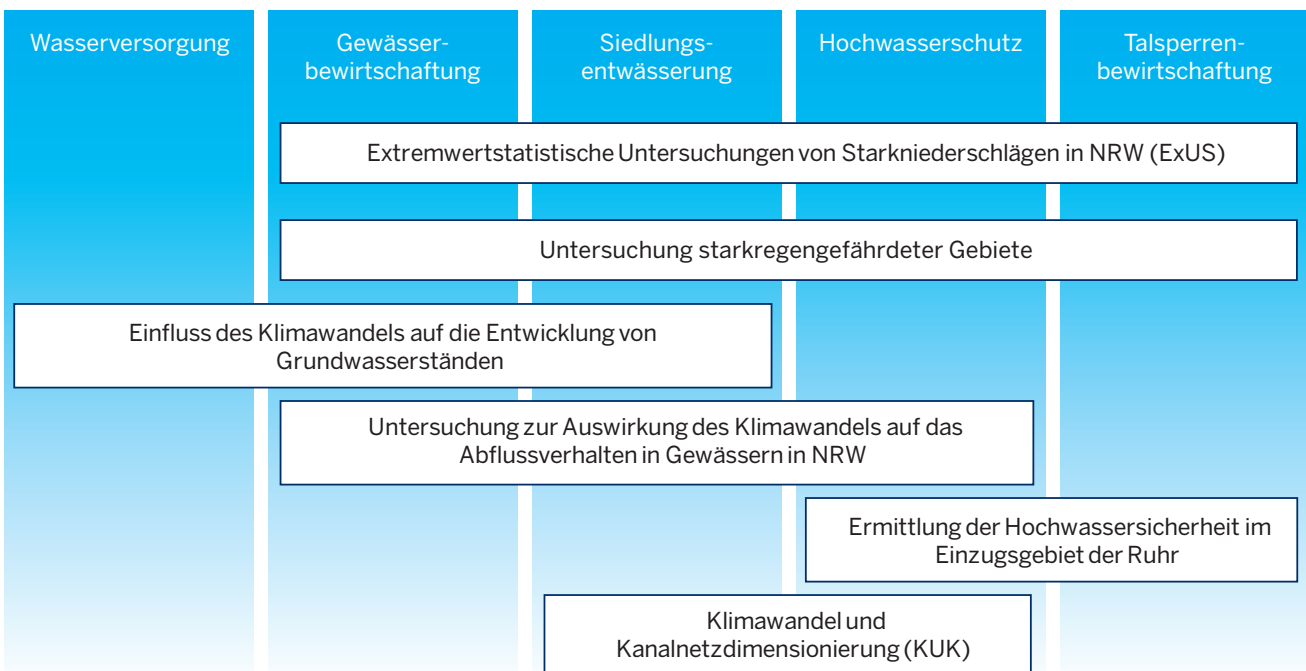 Wasserversorgung
Gewässer-
bewirtschaftung
Siedlungs-
entwässerung
Hochwasserschutz
Talsperren-
bewirtschaftung
Extremwertstatistische Untersuchungen von Starkniederschlägen in NRW (ExUS)
Untersuchung starkregengefährdeter Gebiete
Einfluss des Klimawandels auf die Entwicklung von
Grundwasserständen
Untersuchung zur Auswirkung des Klimawandels auf das
Abflussverhalten in Gewässern in NRW
Ermittlung der Hochwassersicherheit im
Einzugsgebiet der Ruhr
Klimawandel und
Kanalnetzdimensionierung (KUK)